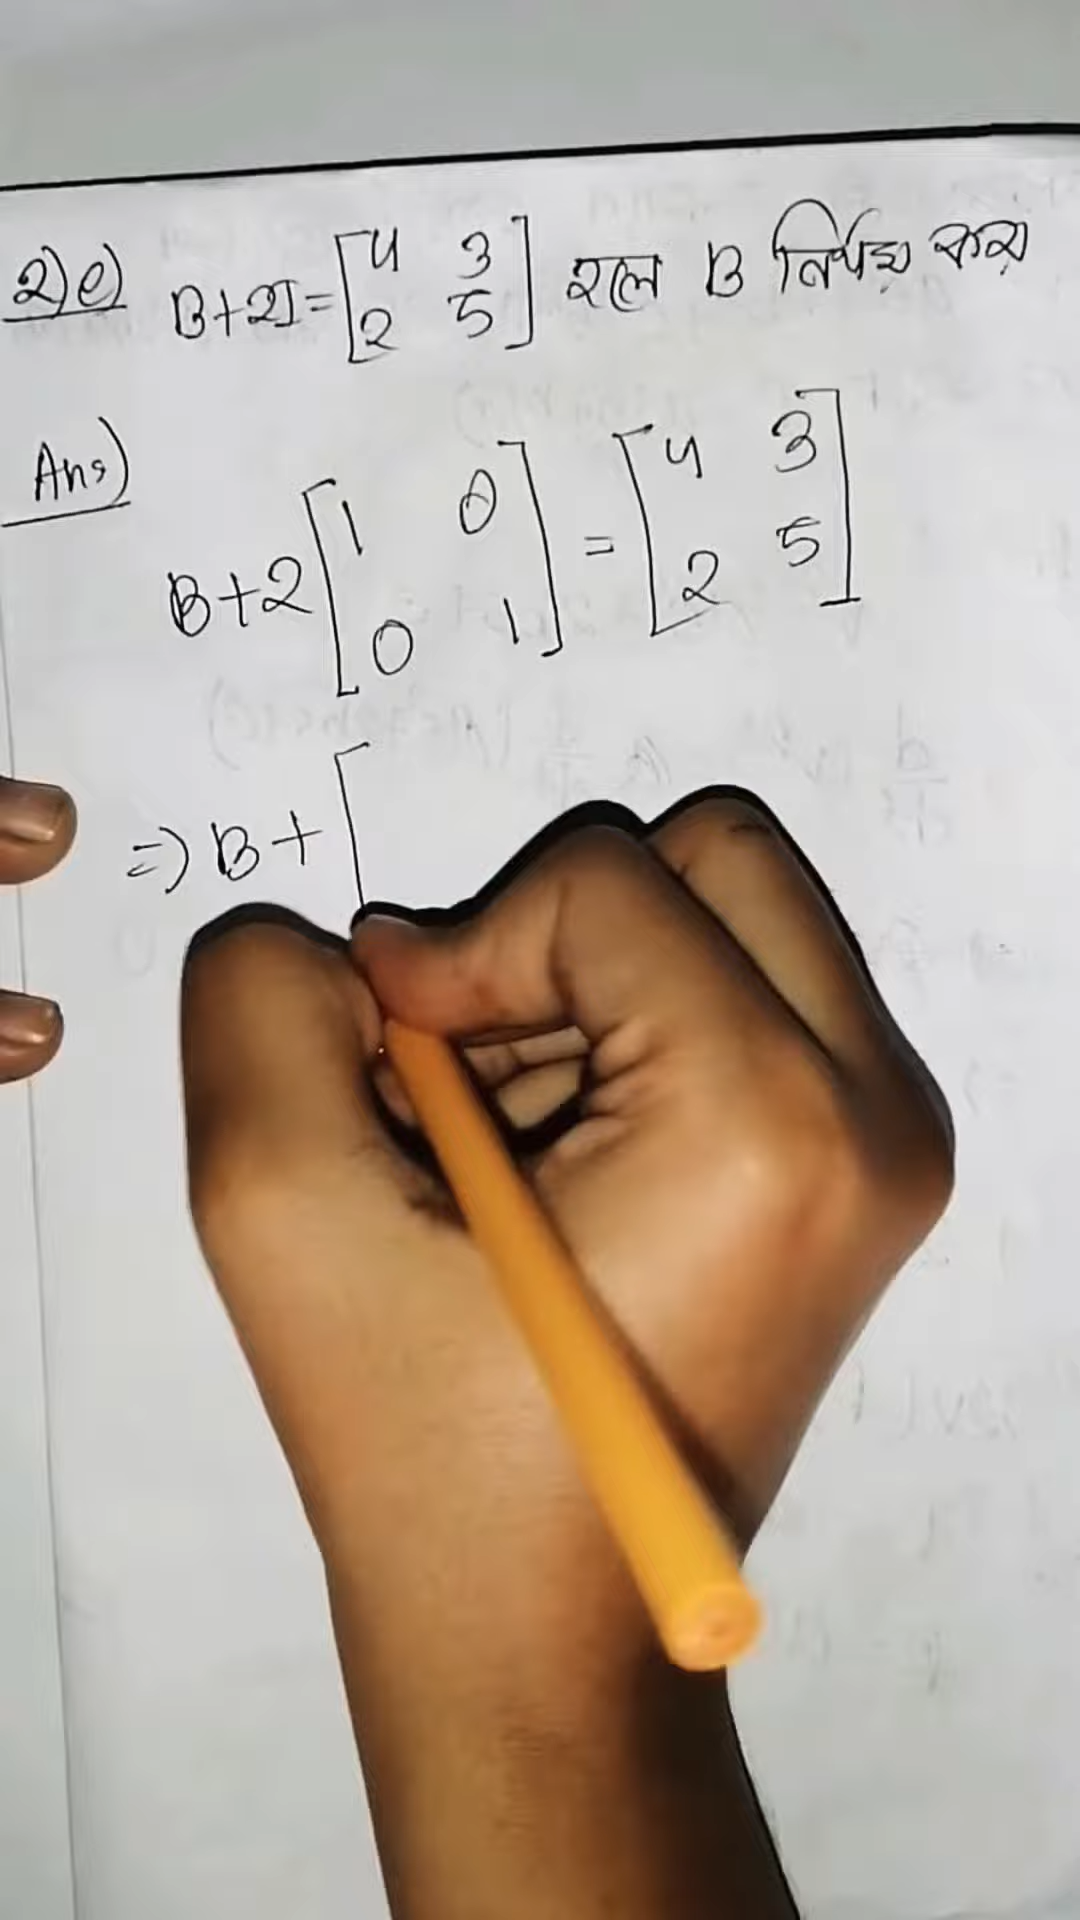 2)e) B+2I=[4 3 2 5] হলে B নির্ণয় কর
Ans)
B+2[1 0 0 1]=[4 3 2 5]
=) B+[